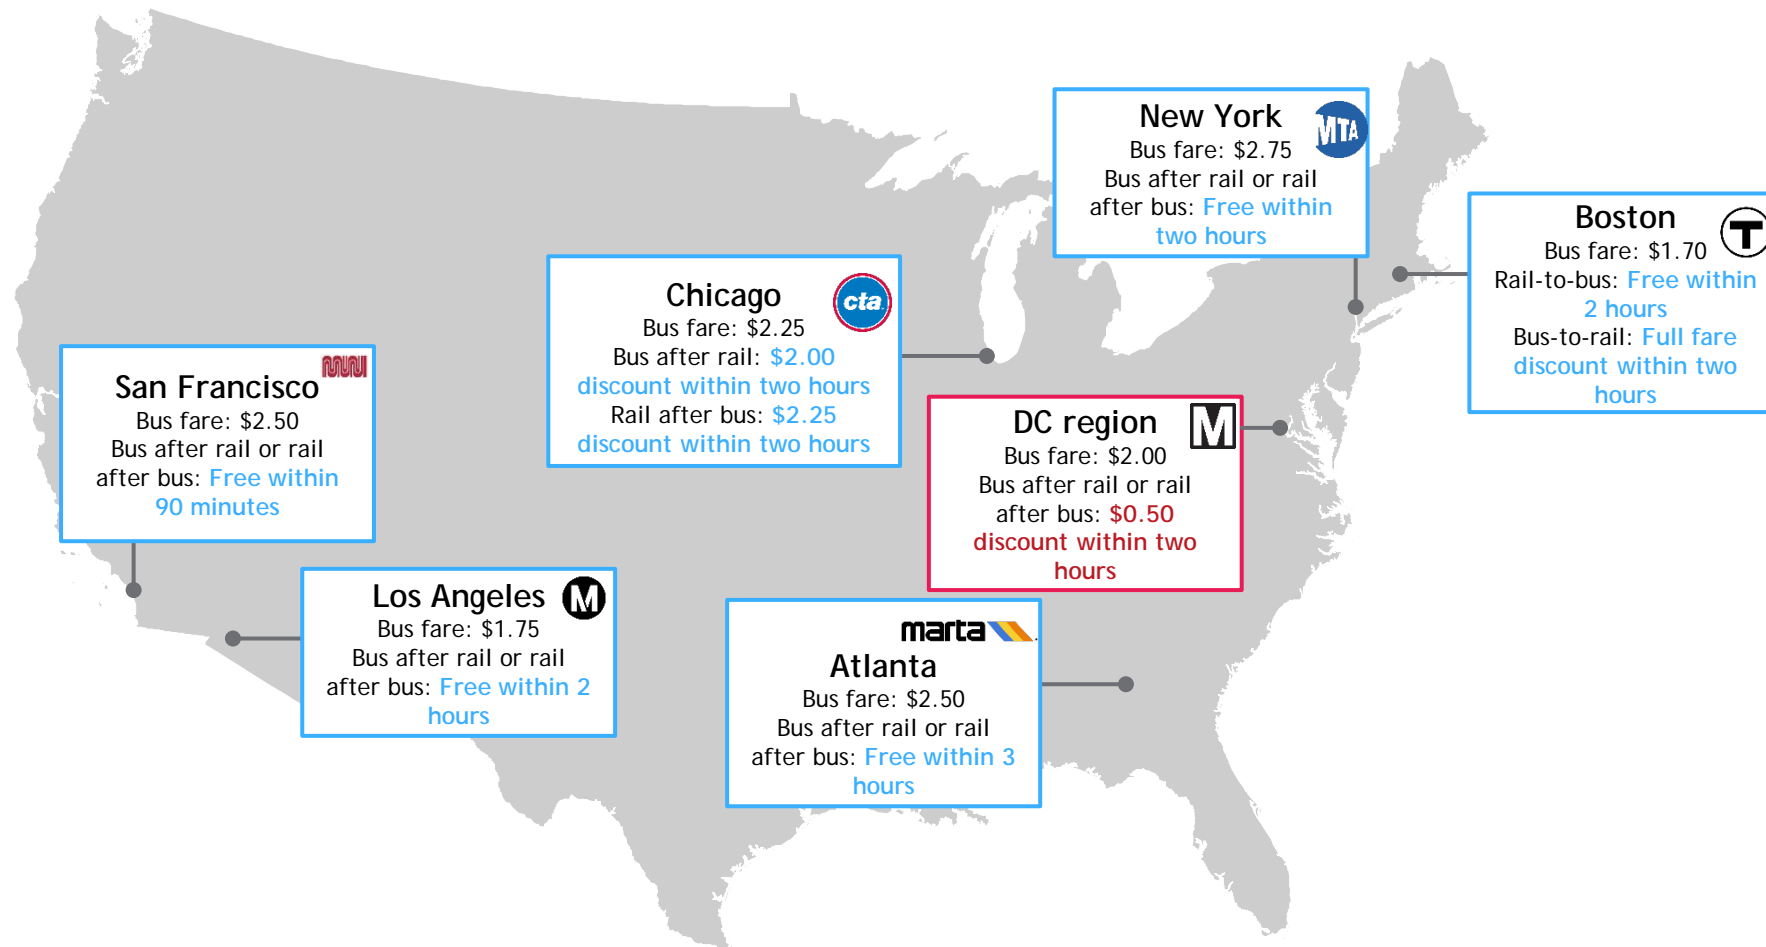 New York
MTA
Bus fare: $2.75
Bus after rail or rail
after bus: Free within
two hours
Boston
T
Bus fare: $1.70
Rail-to-bus: Free within
2 hours
Bus-to-rail: Full fare
discount within two
hours
Chicago
cta
Bus fare: $2.25
Bus after rail: $2.00
discount within two hours
Rail after bus: $2.25
discount within two hours
San Francisco
muni
Bus fare: $2.50
Bus after rail or rail
after bus: Free within
90 minutes
DC region
M
Bus fare: $2.00
Bus after rail or rail
after bus: $0.50
discount within two
hours
Los Angeles
M
Bus fare: $1.75
Bus after rail or rail
after bus: Free within 2
hours
marta
Atlanta
Bus fare: $2.50
Bus after rail or rail
after bus: Free within 3
hours